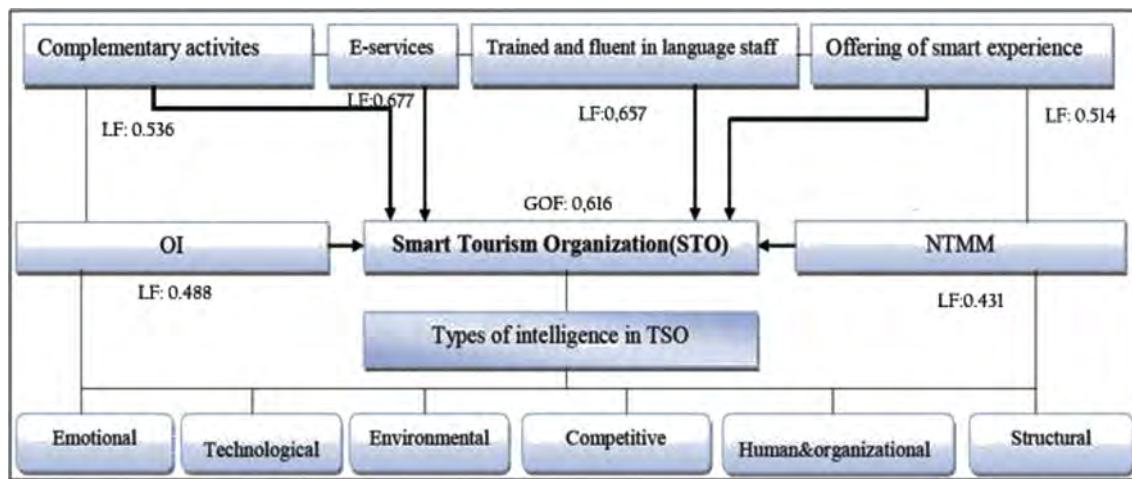 Complementary activites
E-services
Trained and fluent in language staff
Offering of smart experience
LF: 0.536
LF:0.677
LF:0,657
LF: 0.514
GOF: 0,616
OI
Smart Tourism Organization(STO)
NTMM
LF: 0.488
LF:0.431
Types of intelligence in TSO
Emotional
Technological
Environmental
Competitive
Human&organizational
Structural